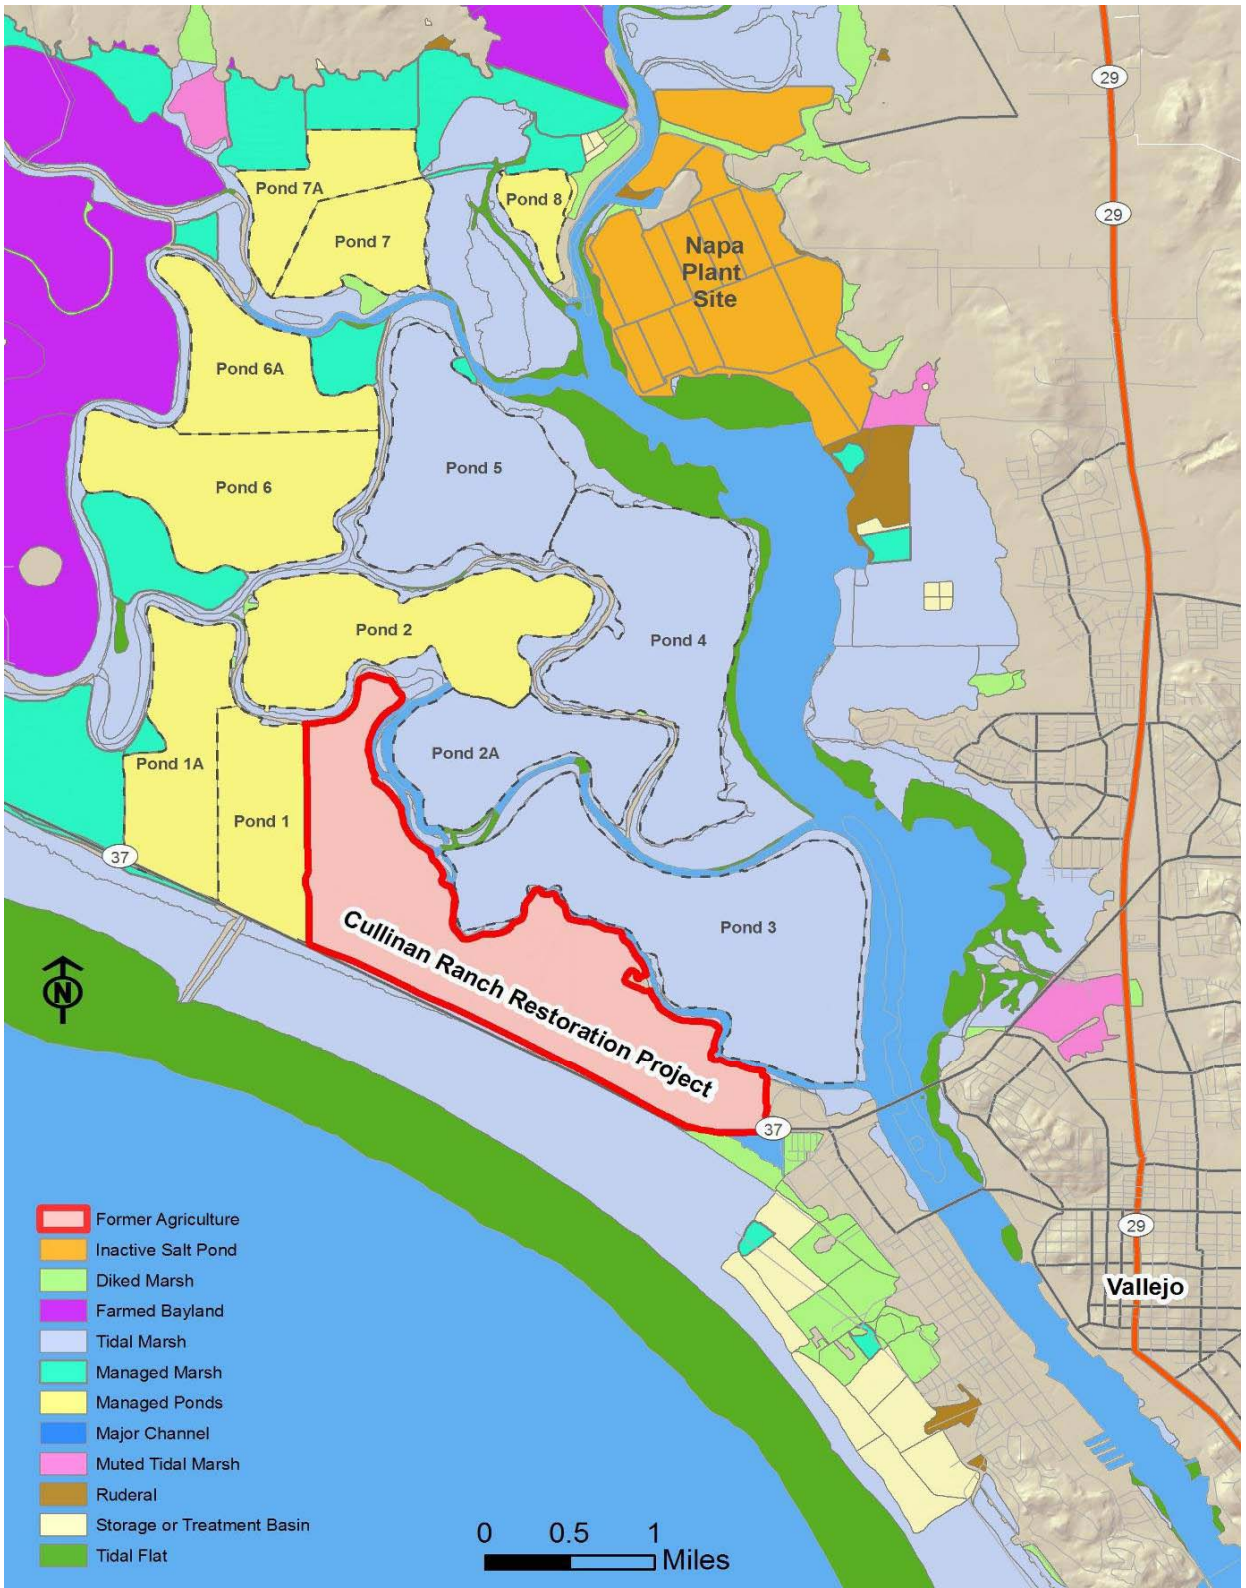 29
29
Pond 7A
Pond 8
Pond 7
Napa
Plant
Site
Pond 6A
Pond 5
Pond 6
Pond 2
Pond 4
Pond 2A
Pond 1A
Pond 1
37
Pond 3
Cullinan Ranch Restoration Project
N
37
29
Vallejo
Former Agriculture
Inactive Salt Pond
Diked Marsh
Farmed Bayland
Tidal Marsh
Managed Marsh
Managed Ponds
Major Channel
Muted Tidal Marsh
Ruderal
Storage or Treatment Basin
Tidal Flat
0 0.5 1
Miles